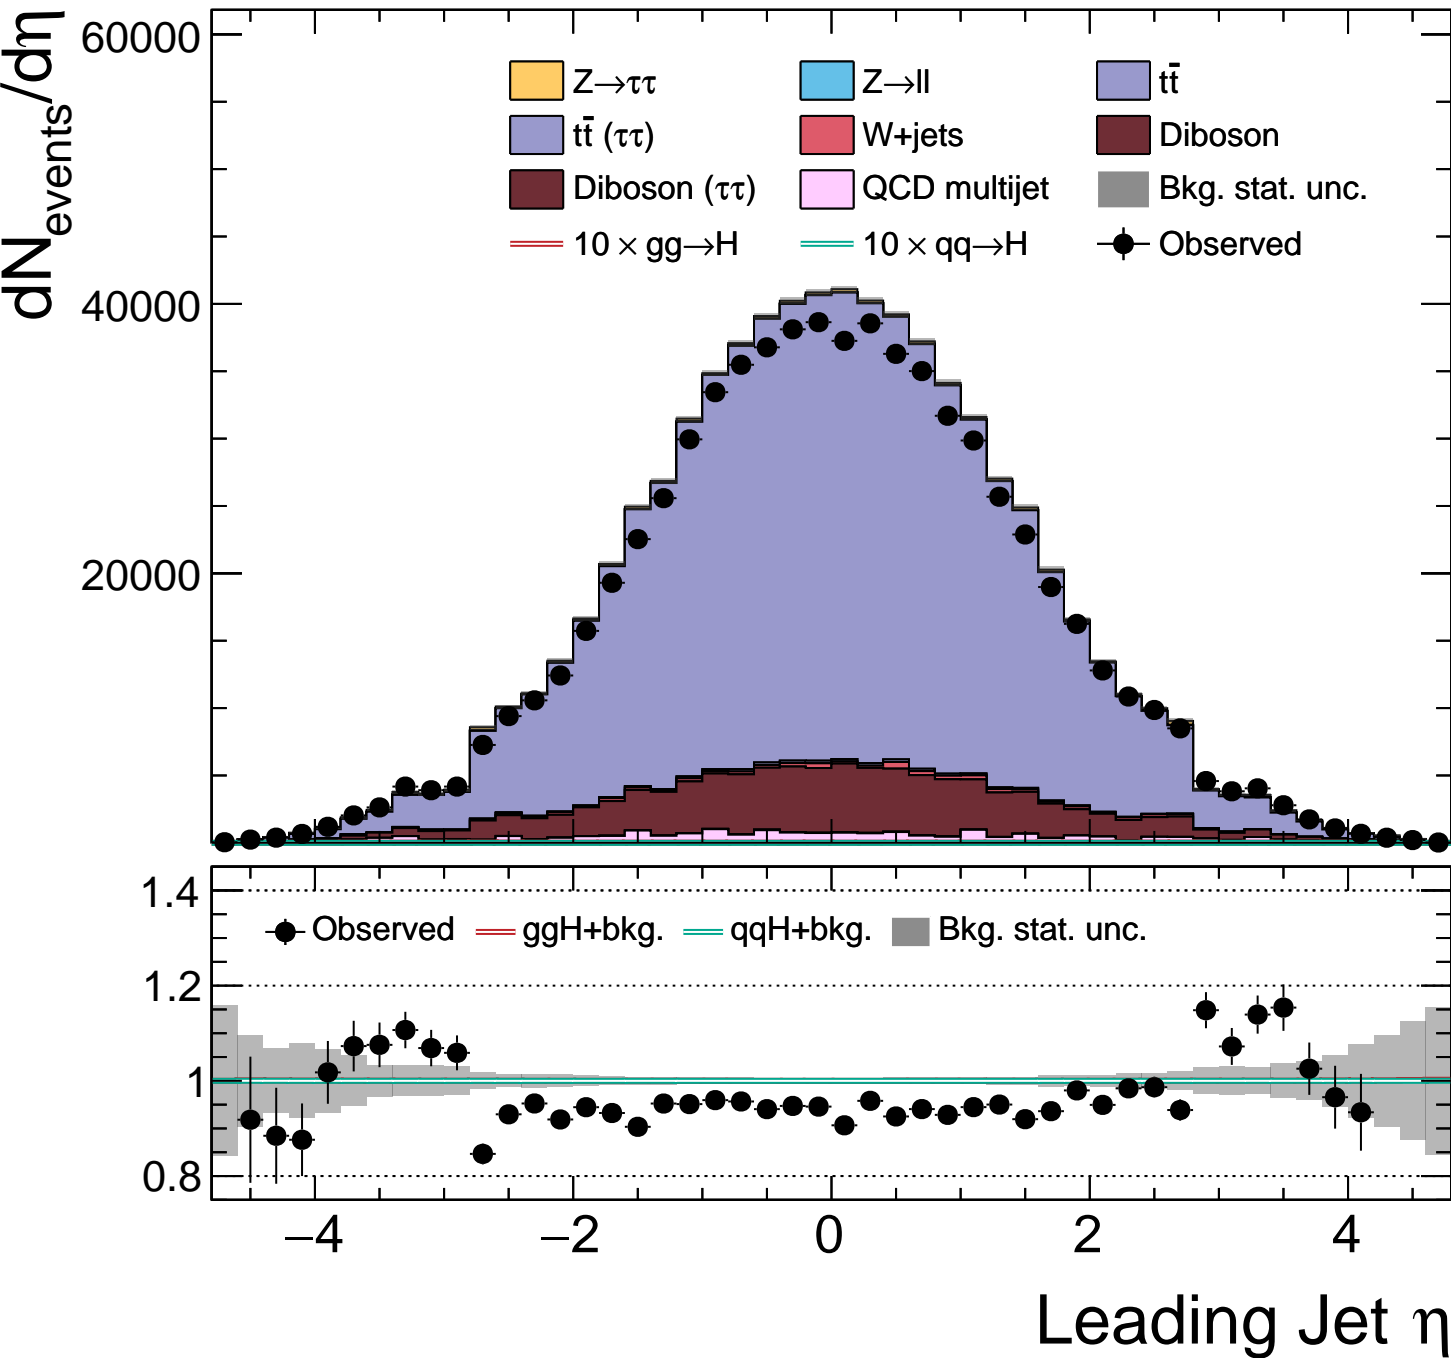 dN_events/dη
60000
40000
20000
Z→ττ Z→ll tt̄
tt̄ (ττ) W+jets Diboson
Diboson (ττ) QCD multijet Bkg. stat. unc.
10 × gg→H 10 × qq→H Observed
1.4
Observed ggH+bkg. qqH+bkg. Bkg. stat. unc.
1.2
1
0.8
−4 −2 0 2 4
Leading Jet η